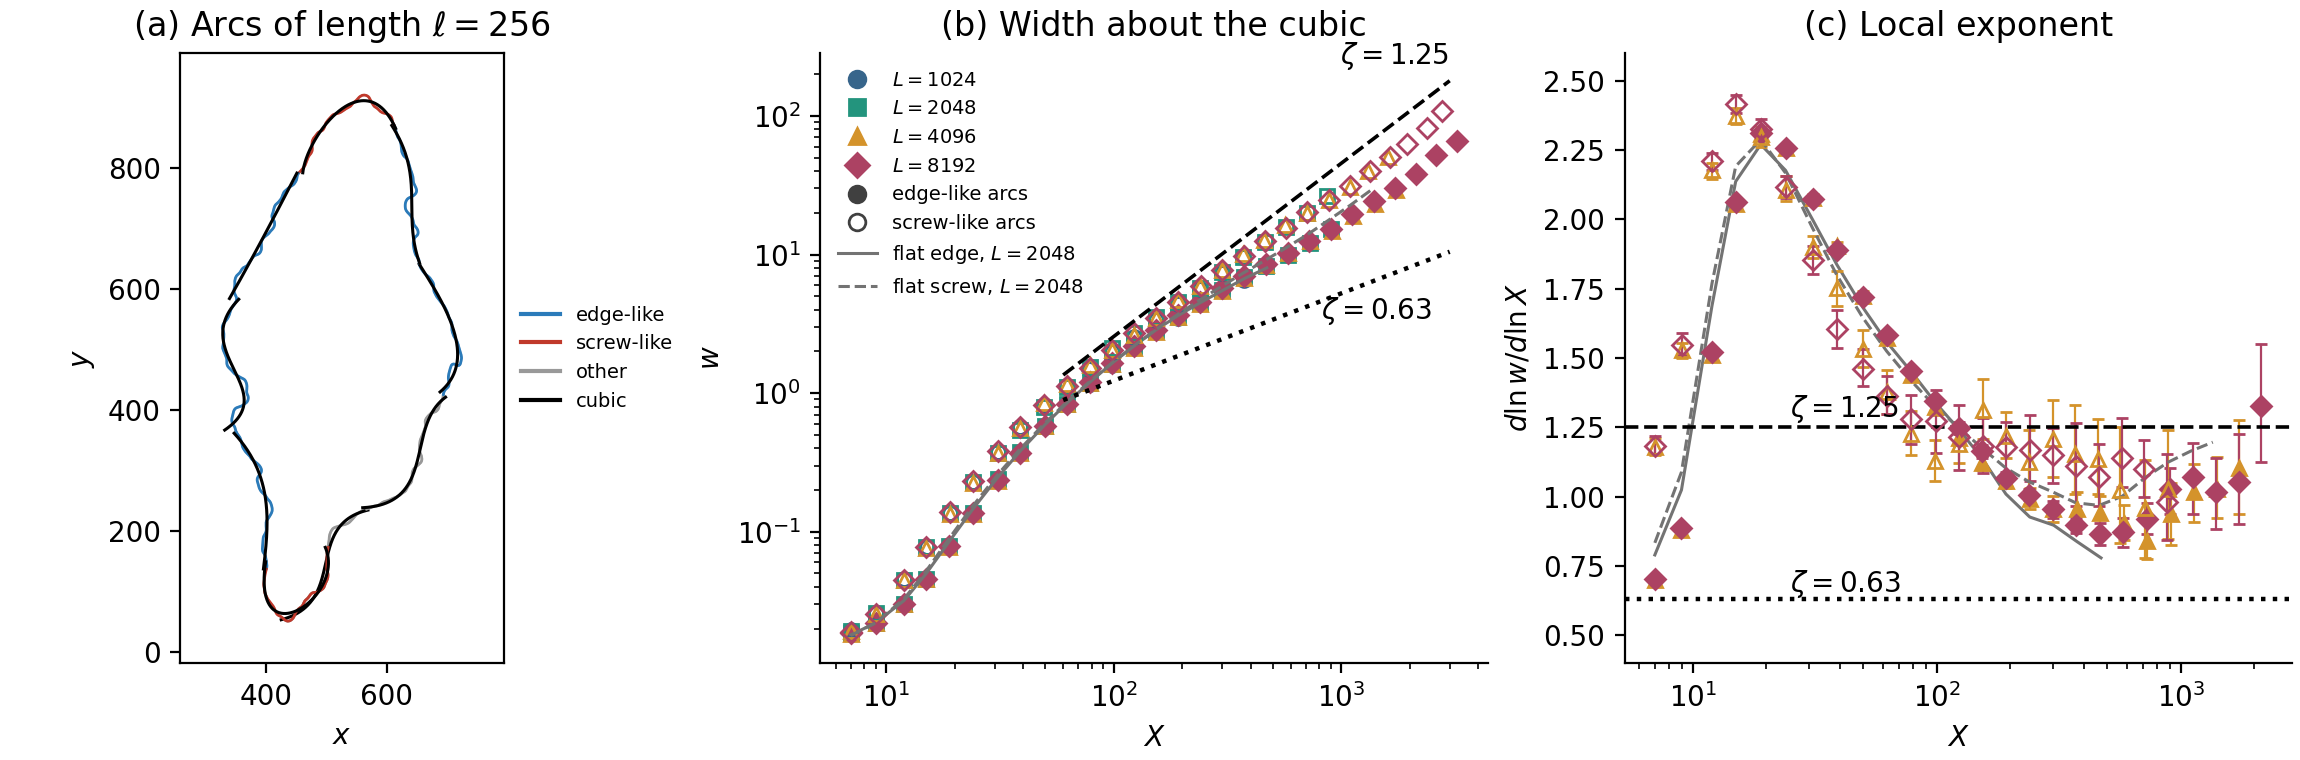 (a) Arcs of length ℓ = 256
800
600
400
200
0
y
400 600
x
edge-like
screw-like
other
cubic
(b) Width about the cubic
ζ = 1.25
L = 1024
L = 2048
L = 4096
L = 8192
edge-like arcs
screw-like arcs
flat edge, L = 2048
flat screw, L = 2048
ζ = 0.63
10²
10¹
10⁰
10⁻¹
w
10¹ 10² 10³
X
(c) Local exponent
2.50
2.25
2.00
1.75
1.50
1.25
1.00
0.75
0.50
d ln w/d ln X
ζ = 1.25
ζ = 0.63
10¹ 10² 10³
X